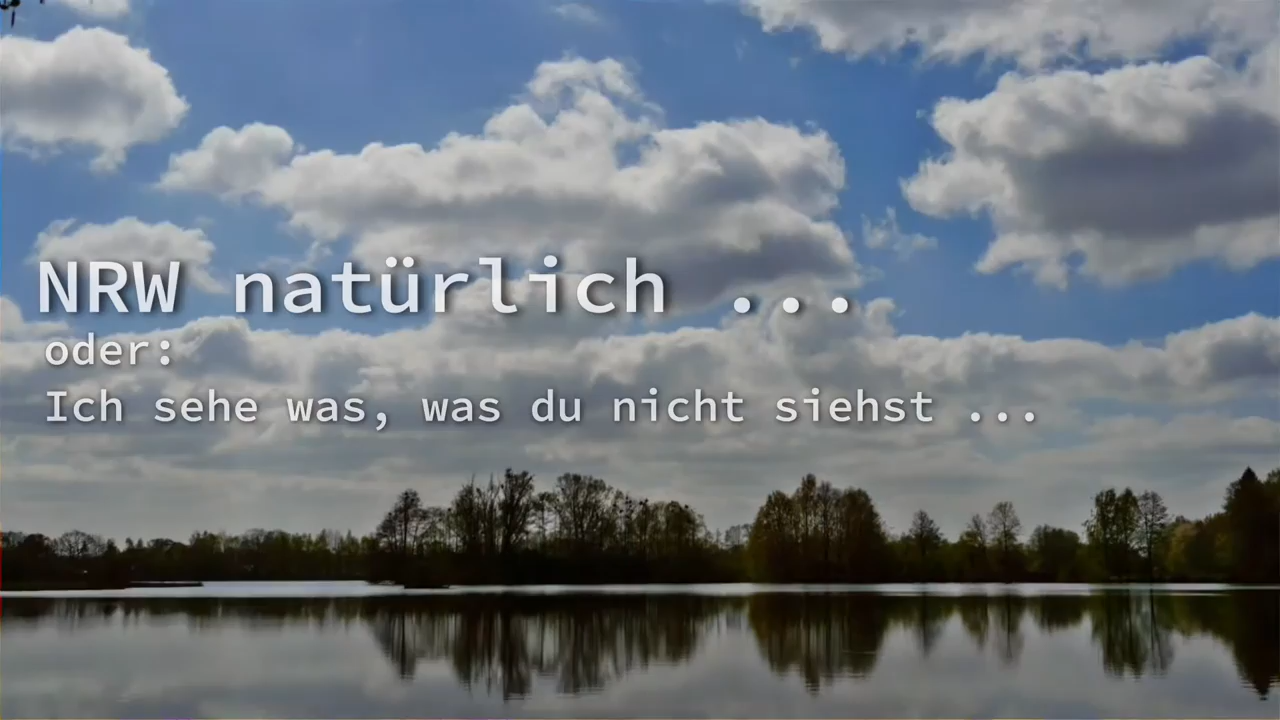 NRW natürlich ...
oder:
Ich sehe was, was du nicht siehst ...